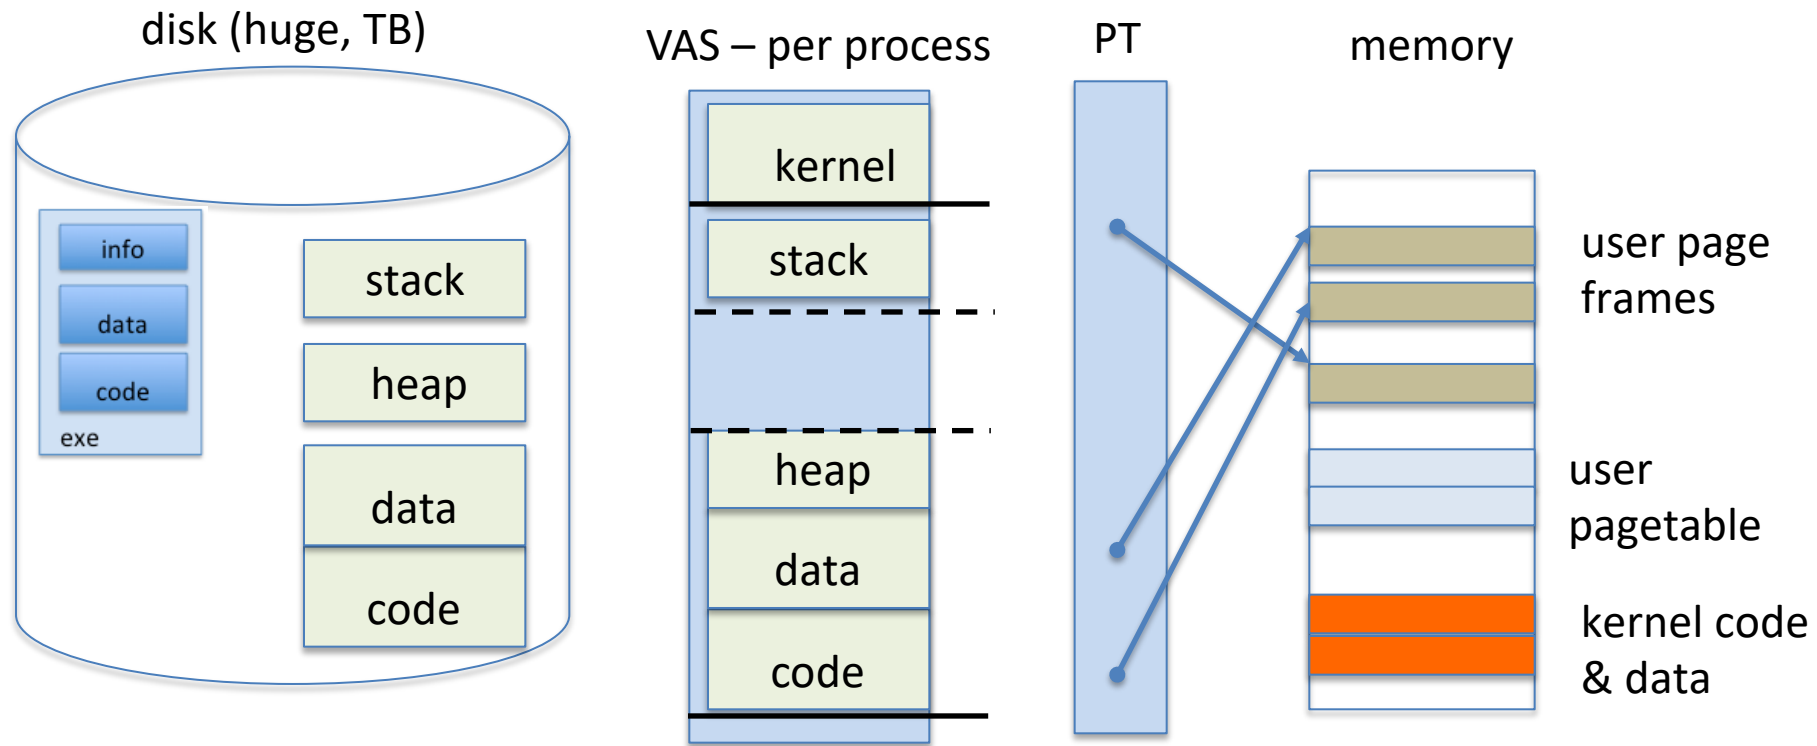 disk (huge, TB)
info
data
code
exe
stack
heap
data
code
VAS – per process
kernel
stack
heap
data
code
PT
memory
user page
frames
user
pagetable
kernel code
& data